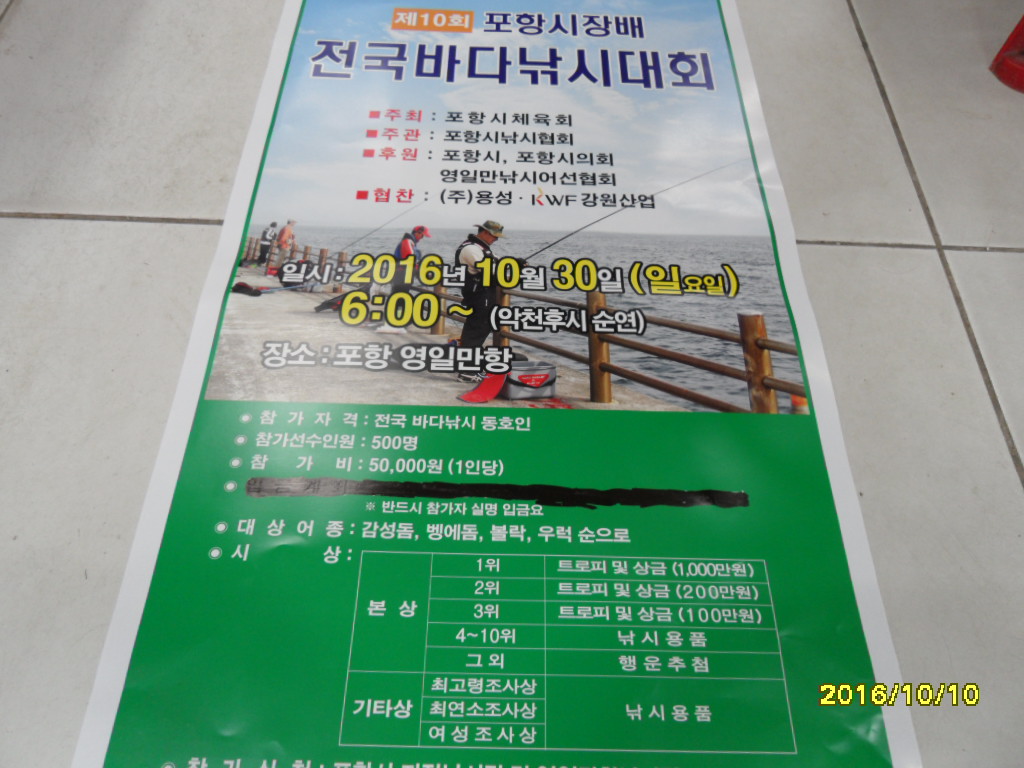 제10회 포항시장배
전국바다낚시대회
■주최 : 포항시체육회
■주관 : 포항시낚시협회
■후원 : 포항시, 포항시의회
영일만낚시어선협회
■협찬 : (주)용성 · KWF 강원산업
일시 : 2016년 10월 30일 (일요일)
6:00 ~ (악천후시 순연)
장소 : 포항 영일만항
◉ 참 가 자 격 : 전국 바다낚시 동호인
◉ 참가선수인원 : 500명
◉ 참 가 비 : 50,000원 (1인당)
◉
※ 반드시 참가자 실명 입금요
◉ 대 상 어 종 : 감성돔, 벵에돔, 볼락, 우럭 순으로
◉ 시 상 :
본 상
1위 트로피 및 상금 (1,000만원)
2위 트로피 및 상금 (200만원)
3위 트로피 및 상금 (100만원)
4~10위 낚시용품
그 외 행운추첨
기타상
최고령조사상
최연소조사상 낚시용품
여성조사상
◉ 참 가 신 청 :
2016/10/10